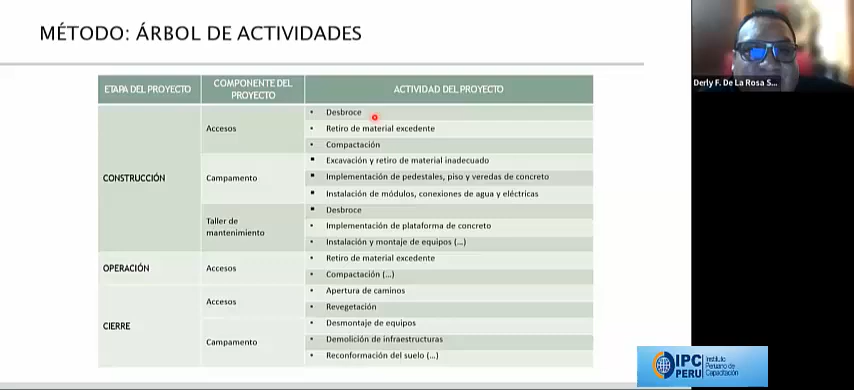 MÉTODO: ÁRBOL DE ACTIVIDADES
ETAPA DEL PROYECTO
COMPONENTE DEL
PROYECTO
ACTIVIDAD DEL PROYECTO
CONSTRUCCIÓN
Accesos
• Desbroce
• Retiro de material excedente
• Compactación
Campamento
▪ Excavación y retiro de material inadecuado
▪ Implementación de pedestales, piso y veredas de concreto
▪ Instalación de módulos, conexiones de agua y eléctricas
Taller de
mantenimiento
▪ Desbroce
• Implementación de plataforma de concreto
• Instalación y montaje de equipos (...)
OPERACIÓN
Accesos
• Retiro de material excedente
• Compactación (...)
CIERRE
Accesos
• Apertura de caminos
• Revegetación
Campamento
• Desmontaje de equipos
• Demolición de infraestructuras
• Reconformación del suelo (...)
Derly F. De La Rosa S...
IPC
PERU
Instituto
Peruano de
Capacitación